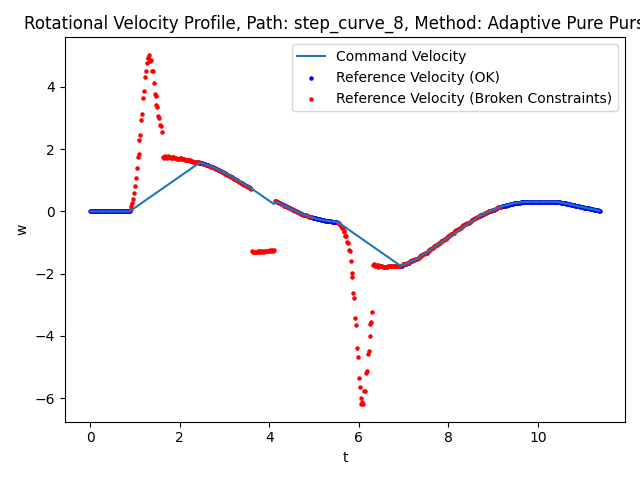 Rotational Velocity Profile, Path: step_curve_8, Method: Adaptive Pure Purs
Command Velocity
Reference Velocity (OK)
Reference Velocity (Broken Constraints)
4
2
0
−2
−4
−6
w
0 2 4 6 8 10
t